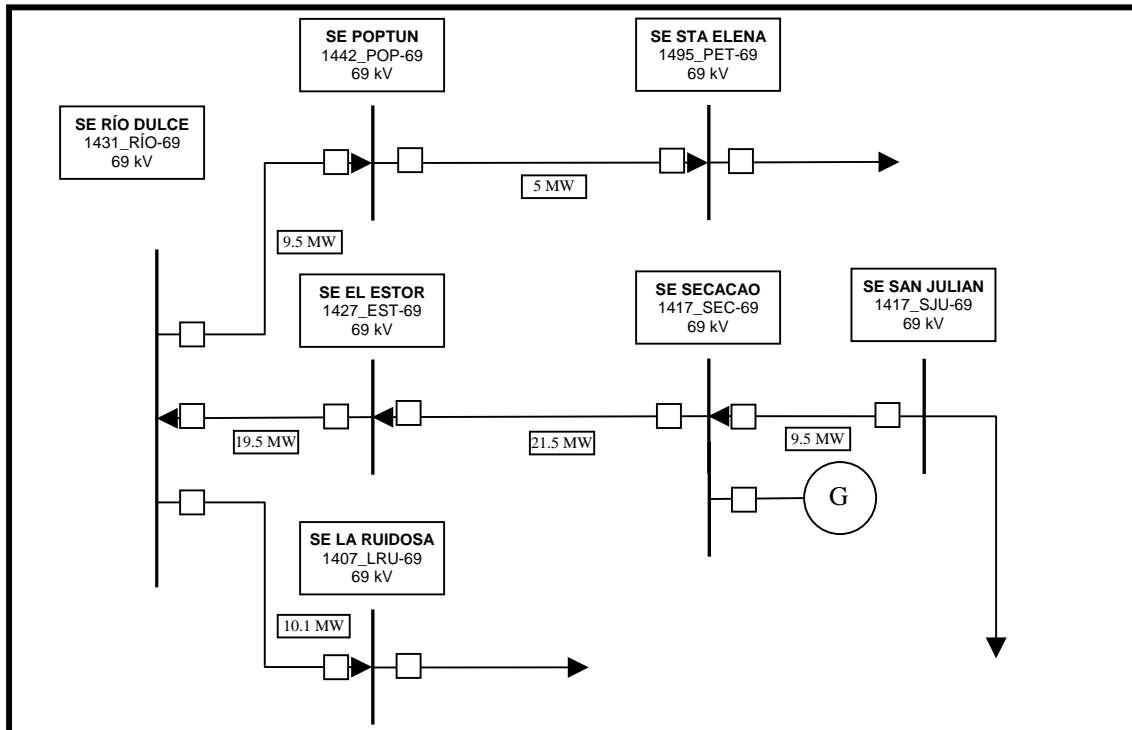 SE POPTUN
1442_POP-69
69 kV
SE STA ELENA
1495_PET-69
69 kV
SE RÍO DULCE
1431_RÍO-69
69 kV
5 MW
9.5 MW
SE EL ESTOR
1427_EST-69
69 kV
SE SECACAO
1417_SEC-69
69 kV
SE SAN JULIAN
1417_SJU-69
69 kV
19.5 MW
21.5 MW
9.5 MW
G
SE LA RUIDOSA
1407_LRU-69
69 kV
10.1 MW